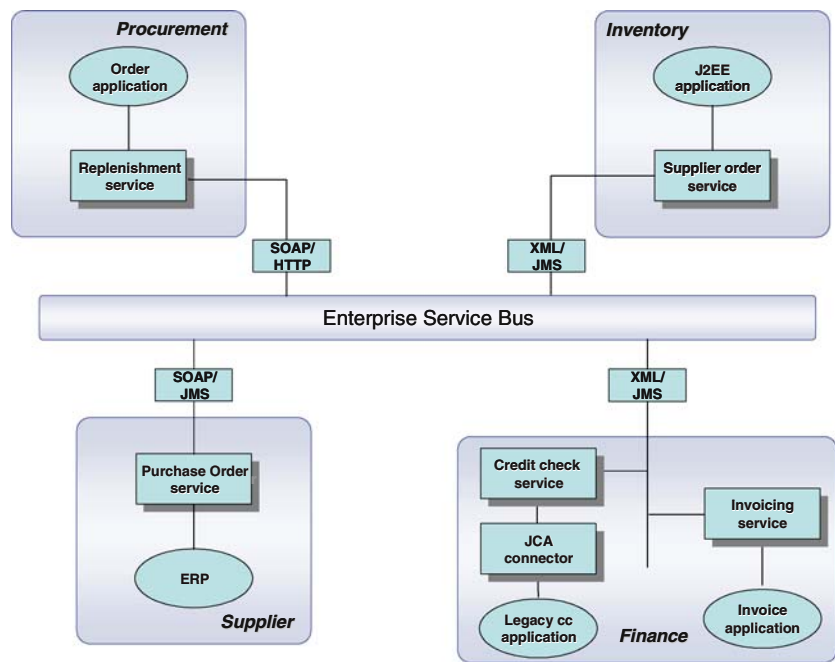 Procurement
Order
application
Replenishment
service
Inventory
J2EE
application
Supplier order
service
SOAP/
HTTP
XML/
JMS
Enterprise Service Bus
SOAP/
JMS
XML/
JMS
Purchase Order
service
ERP
Supplier
Credit check
service
JCA
connector
Legacy cc
application
Invoicing
service
Invoice
application
Finance